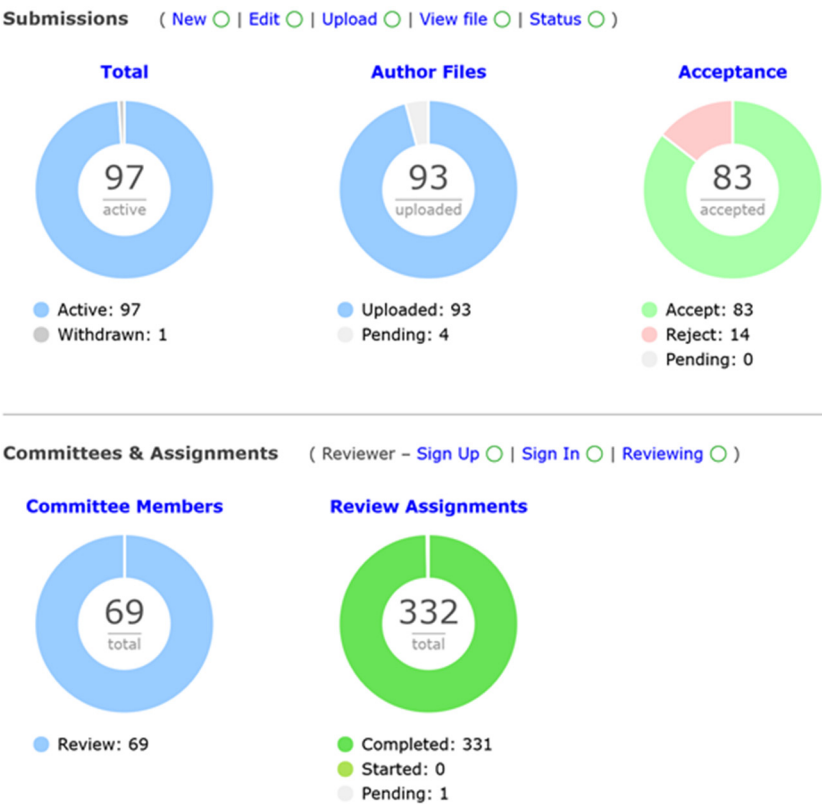 Submissions ( New | Edit | Upload | View file | Status )
Total
Author Files
Acceptance
97
active
93
uploaded
83
accepted
Active: 97
Withdrawn: 1
Uploaded: 93
Pending: 4
Accept: 83
Reject: 14
Pending: 0
Committees & Assignments ( Reviewer – Sign Up | Sign In | Reviewing )
Committee Members
Review Assignments
69
total
332
total
Review: 69
Completed: 331
Started: 0
Pending: 1